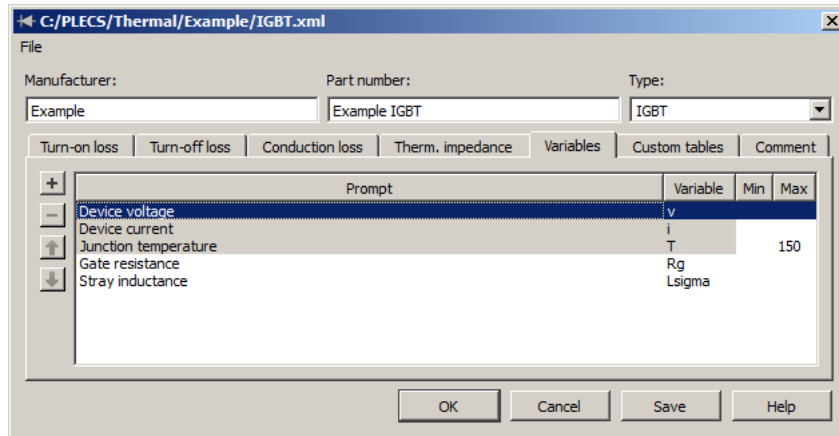 C:/PLECS/Thermal/Example/IGBT.xml
File
Manufacturer: Part number: Type:
Example Example IGBT IGBT
Turn-on loss Turn-off loss Conduction loss Therm. impedance Variables Custom tables Comment
Prompt Variable Min Max
Device voltage v
Device current i
Junction temperature T 150
Gate resistance Rg
Stray inductance Lsigma
OK Cancel Save Help